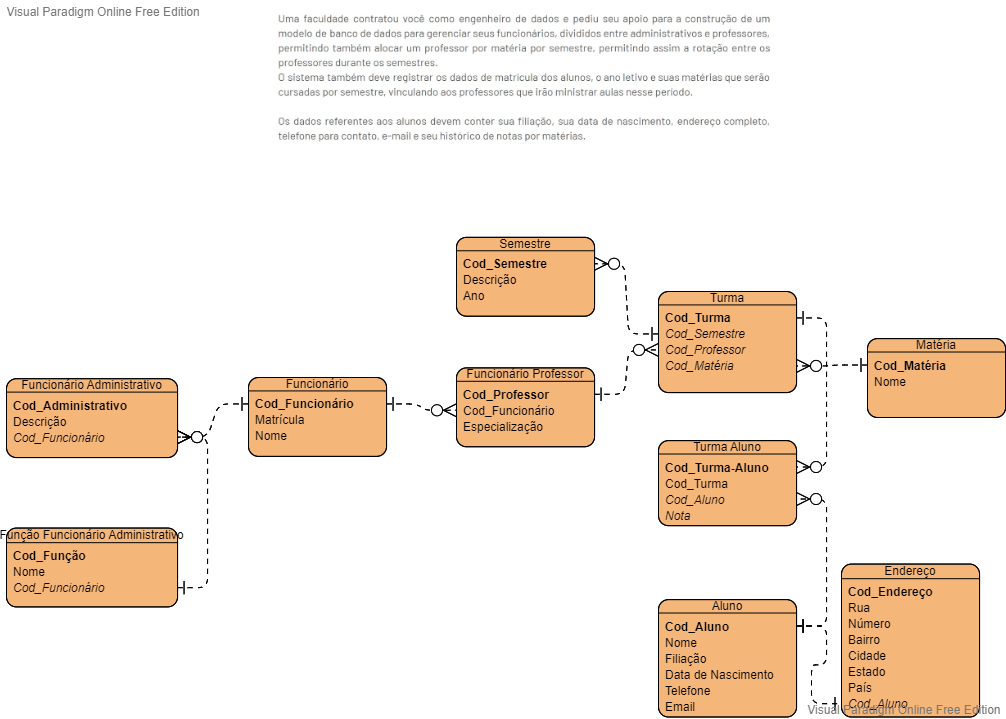 Visual Paradigm Online Free Edition
Uma faculdade contratou você como engenheiro de dados e pediu seu apoio para a construção de um
modelo de banco de dados para gerenciar seus funcionários, divididos entre administrativos e professores,
permitindo também alocar um professor por matéria por semestre, permitindo assim a rotação entre os
professores durante os semestres.
O sistema também deve registrar os dados de matrícula dos alunos, o ano letivo e suas matérias que serão
cursadas por semestre, vinculando aos professores que irão ministrar aulas nesse período.
Os dados referentes aos alunos devem conter sua filiação, sua data de nascimento, endereço completo,
telefone para contato, e-mail e seu histórico de notas por matérias.
Semestre
Cod_Semestre
Descrição
Ano
Turma
Cod_Turma
Cod_Semestre
Cod_Professor
Cod_Matéria
Matéria
Cod_Matéria
Nome
Funcionário Administrativo
Cod_Administrativo
Descrição
Cod_Funcionário
Funcionário
Cod_Funcionário
Matrícula
Nome
Funcionário Professor
Cod_Professor
Cod_Funcionário
Especialização
Turma Aluno
Cod_Turma-Aluno
Cod_Turma
Cod_Aluno
Nota
Função Funcionário Administrativo
Cod_Função
Nome
Cod_Funcionário
Aluno
Cod_Aluno
Nome
Filiação
Data de Nascimento
Telefone
Email
Endereço
Cod_Endereço
Rua
Número
Bairro
Cidade
Estado
País
Cod_Aluno
Visual Paradigm Online Free Edition